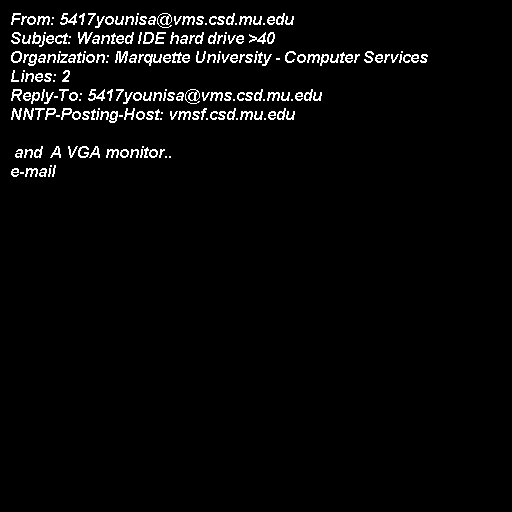 From: 5417younisa@vms.csd.mu.edu
Subject: Wanted IDE hard drive >40
Organization: Marquette University - Computer Services
Lines: 2
Reply-To: 5417younisa@vms.csd.mu.edu
NNTP-Posting-Host: vmsf.csd.mu.edu

and  A VGA monitor..
e-mail